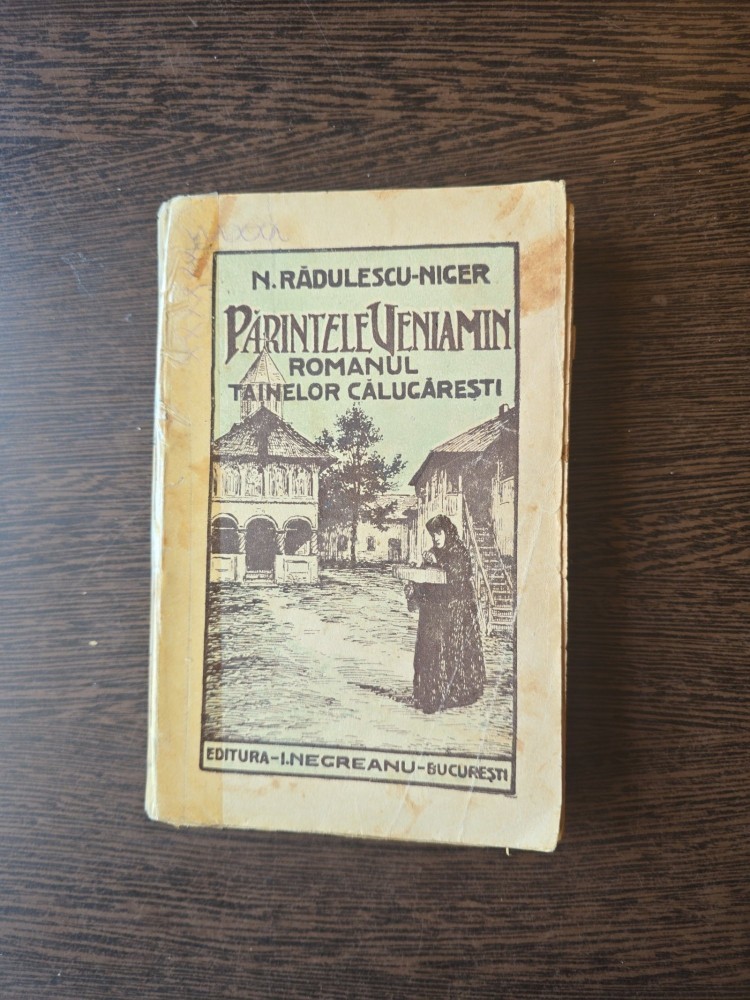 N. RĂDULESCU-NIGER
PĂRINTELE VENIAMIN
ROMANUL
TAINELOR CĂLUGĂREȘTI
EDITURA-I. NEGREANU-BUCUREȘTI